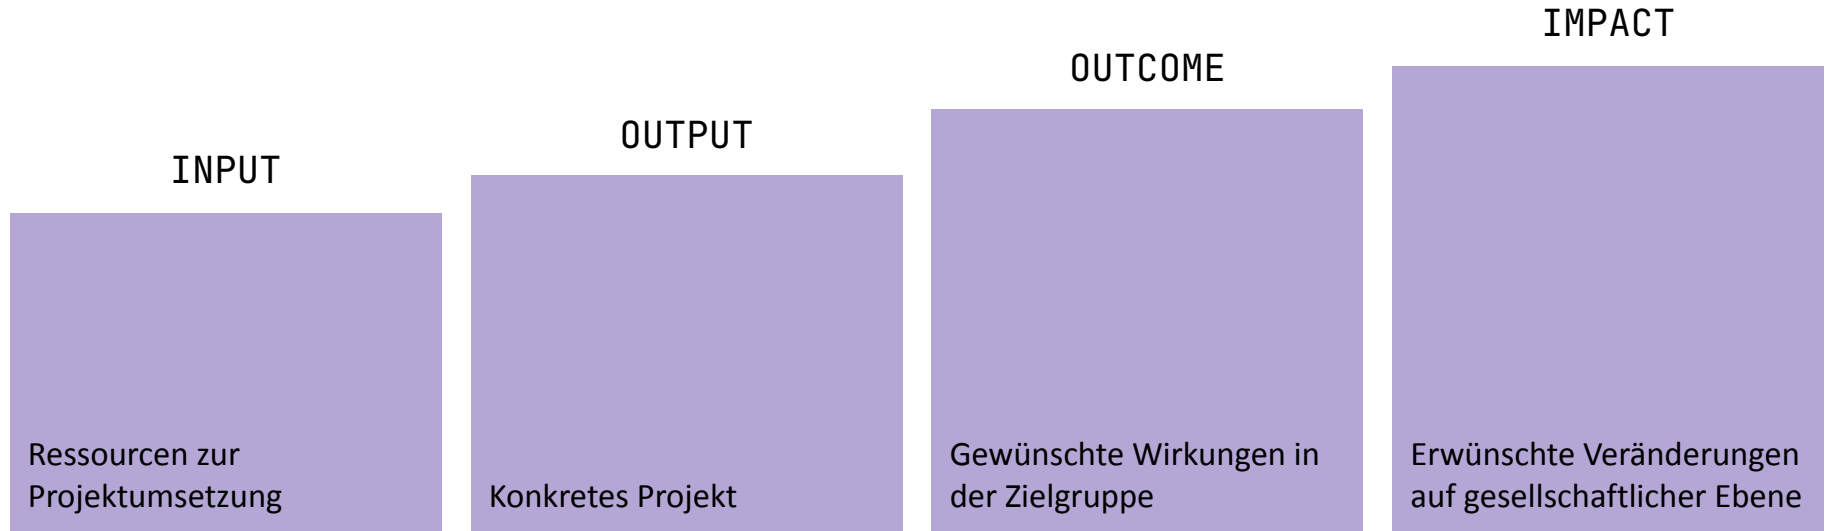 INPUT
Ressourcen zur
Projektumsetzung
OUTPUT
Konkretes Projekt
OUTCOME
Gewünschte Wirkungen in
der Zielgruppe
IMPACT
Erwünschte Veränderungen
auf gesellschaftlicher Ebene